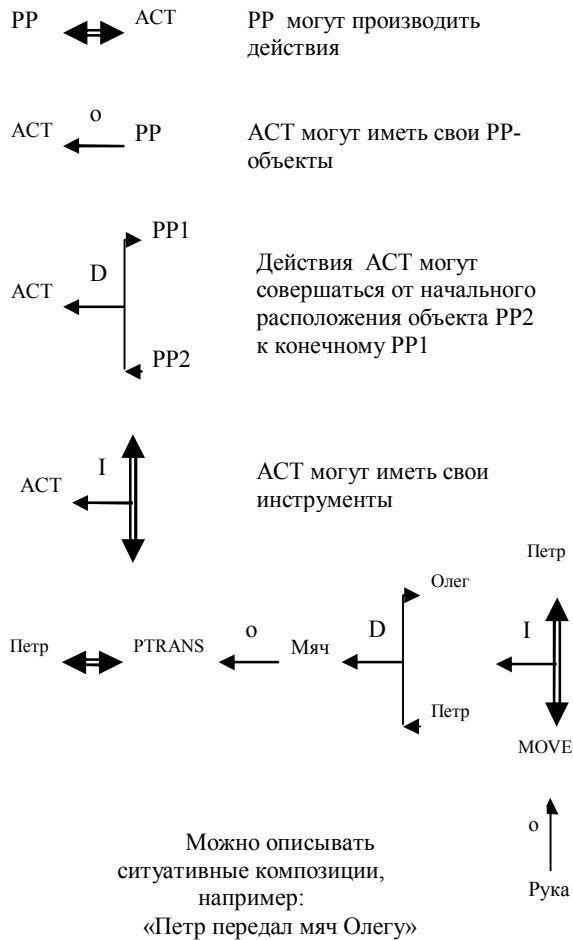 PP ACT PP могут производить
действия
o
ACT PP ACT могут иметь свои PP-
объекты
PP1
D
ACT
PP2
Действия ACT могут
совершаться от начального
расположения объекта PP2
к конечному PP1
I
ACT
ACT могут иметь свои
инструменты
Петр
Олег
Петр PTRANS o Мяч D I
Петр
MOVE
o
Рука
Можно описывать
ситуативные композиции,
например:
«Петр передал мяч Олегу»